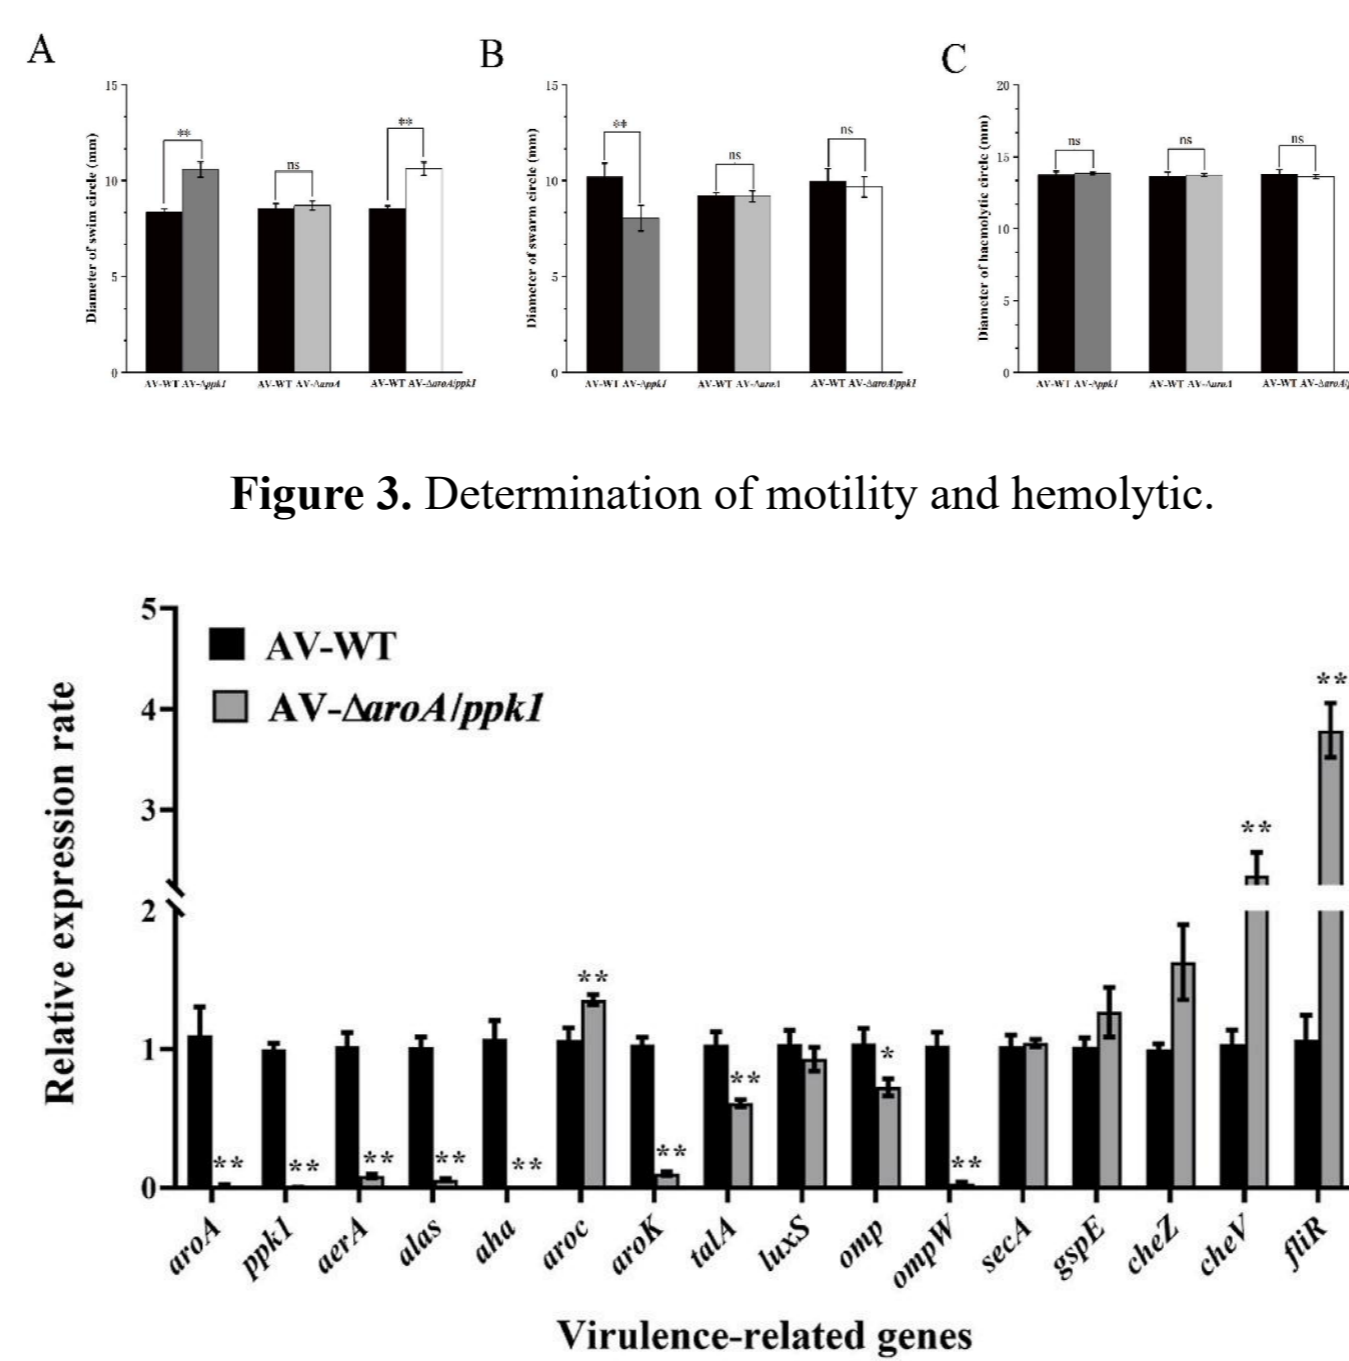 A
B
C
Diameter of swim circle (mm)
15
10
5
0
**
ns
**
AV-WT AV-Δppk1
AV-WT AV-ΔaroA
AV-WT AV-ΔaroA/ppk1
Diameter of swarm circle (mm)
15
10
5
0
**
ns
ns
AV-WT AV-Δppk1
AV-WT AV-ΔaroA
AV-WT AV-ΔaroA/ppk1
Diameter of haemolytic circle (mm)
20
15
10
5
0
ns
ns
ns
AV-WT AV-Δppk1
AV-WT AV-ΔaroA
AV-WT AV-ΔaroA/
Figure 3. Determination of motility and hemolytic.
Relative expression rate
5
4
3
2
1
0
AV-WT
AV-ΔaroA/ppk1
**
**
**
**
**
**
**
**
*
**
**
**
aroA
ppk1
aerA
alas
aha
aroc
aroK
talA
luxS
omp
ompW
secA
gspE
cheZ
cheV
fliR
Virulence-related genes